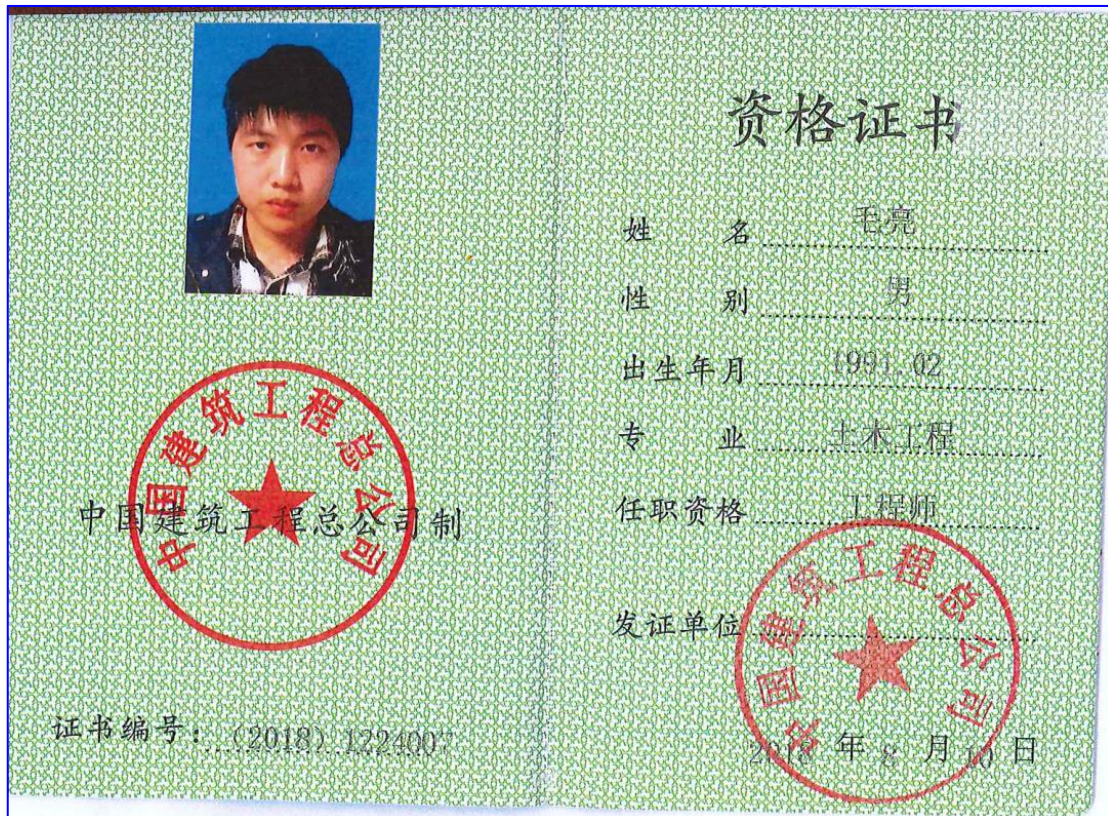 中国建筑工程总公司
中国建筑工程总公司制
证书编号：(2018) 1224007
资格证书
姓 名 毛亮
性 别 男
出生年月 1991.02
专 业 土木工程
任职资格 工程师
发证单位
中国建筑工程总公司
2018 年 8 月 10 日